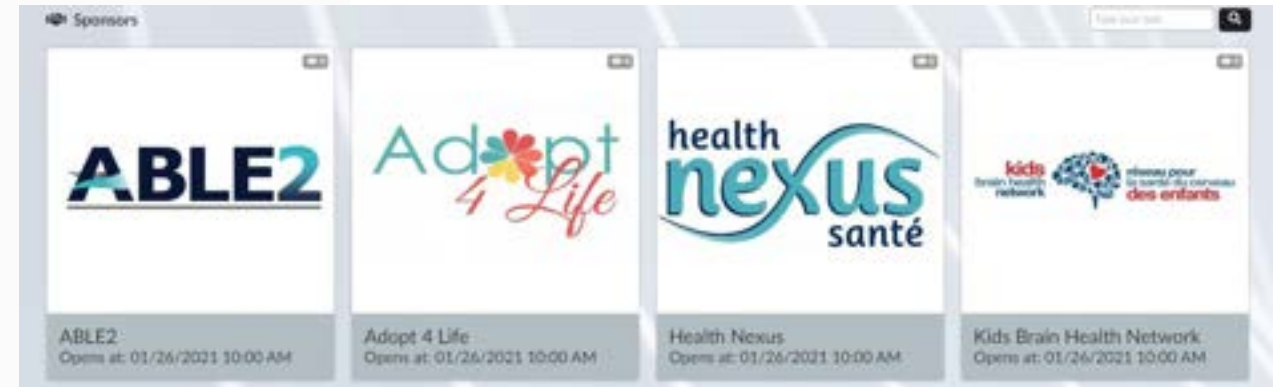 Sponsors
ABLE2
Adopt
4 Life
health
nexus
santé
kids
brain health
network
réseau pour
la santé du cerveau
des enfants
ABLE2
Opens at: 01/26/2021 10:00 AM
Adopt 4 Life
Opens at: 01/26/2021 10:00 AM
Health Nexus
Opens at: 01/26/2021 10:00 AM
Kids Brain Health Network
Opens at: 01/26/2021 10:00 AM